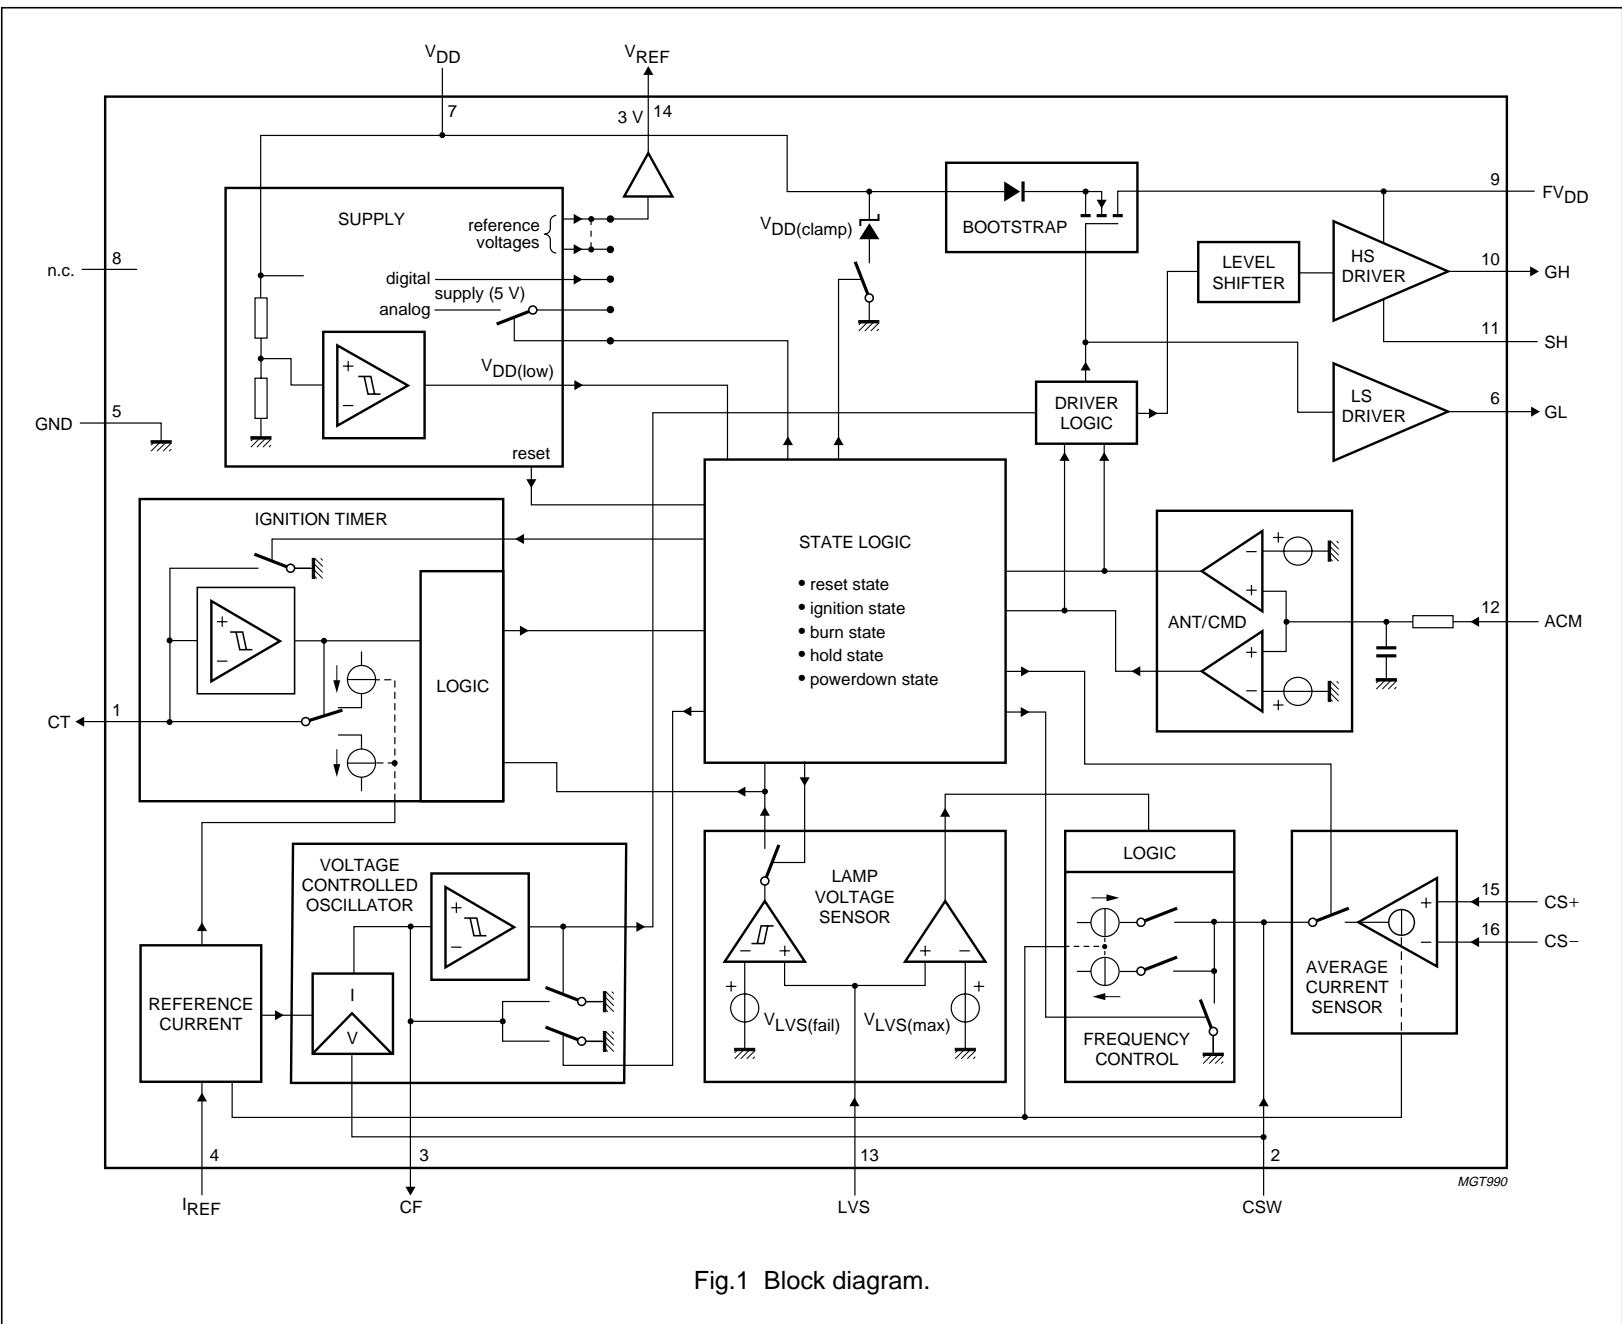 VDD
VREF
7
3 V
14
SUPPLY
reference
voltages
VDD(clamp)
BOOTSTRAP
9
FVDD
n.c.
8
digital
supply (5 V)
analog
LEVEL
SHIFTER
HS
DRIVER
10
GH
11
SH
VDD(low)
GND
5
DRIVER
LOGIC
LS
DRIVER
6
GL
reset
IGNITION TIMER
STATE LOGIC
• reset state
• ignition state
• burn state
• hold state
• powerdown state
+
−
LOGIC
ANT/CMD
−
+
+
+
−
+
12
ACM
CT
1
VOLTAGE
CONTROLLED
OSCILLATOR
+
−
LAMP
VOLTAGE
SENSOR
LOGIC
15
CS+
16
CS−
+
−
AVERAGE
CURRENT
SENSOR
REFERENCE
CURRENT
I
V
− +
+ −
+
VLVS(fail)
VLVS(max)
+
FREQUENCY
CONTROL
+
−
4
3
13
2
IREF
CF
LVS
CSW
MGT990
Fig.1 Block diagram.